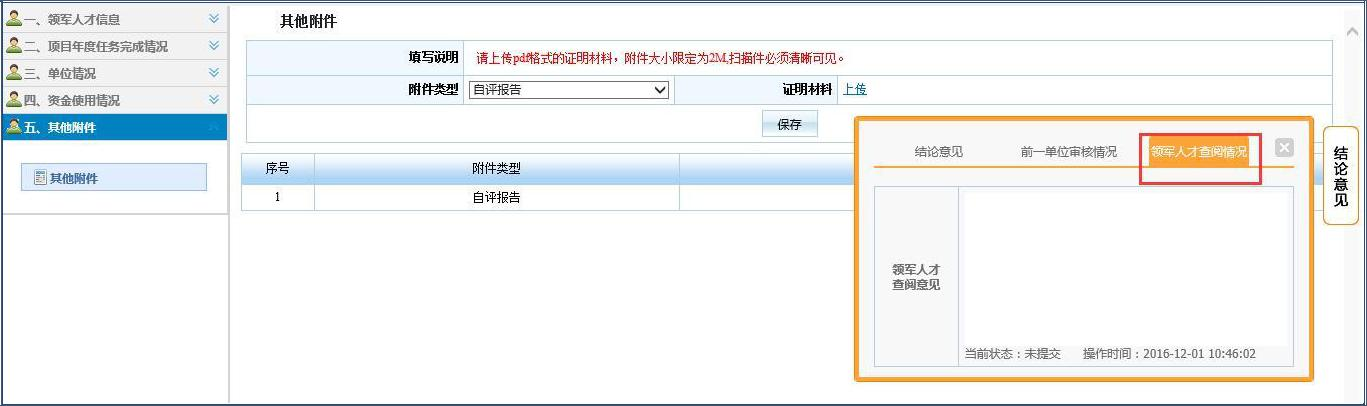 一、领军人才信息
二、项目年度任务完成情况
三、单位情况
四、资金使用情况
五、其他附件
其他附件
其他附件
填写说明 请上传pdf格式的证明材料，附件大小限定为2M,扫描件必须清晰可见。
附件类型 自评报告 证明材料 上传
保存
序号 附件类型
1 自评报告
结论意见 前一单位审核情况 领军人才查阅情况
领军人才
查阅意见
当前状态：未提交 操作时间：2016-12-01 10:46:02
结论意见